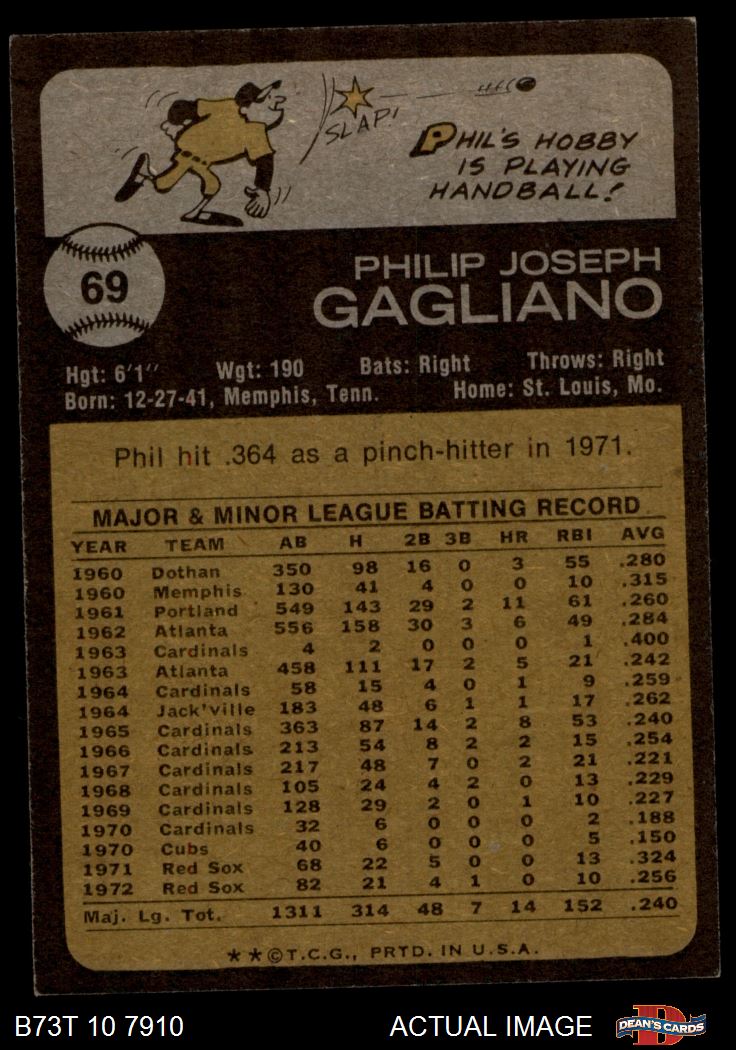 SLAP!
PHIL'S HOBBY
IS PLAYING
HANDBALL!
69
PHILIP JOSEPH
GAGLIANO
Hgt: 6'1" Wgt: 190 Bats: Right Throws: Right
Born: 12-27-41, Memphis, Tenn. Home: St. Louis, Mo.
Phil hit .364 as a pinch-hitter in 1971.
MAJOR & MINOR LEAGUE BATTING RECORD
YEAR TEAM AB H 2B 3B HR RBI AVG
1960 Dothan 350 98 16 0 3 55 .280
1960 Memphis 130 41 4 0 0 10 .315
1961 Portland 549 143 29 2 11 61 .260
1962 Atlanta 556 158 30 3 6 49 .284
1963 Cardinals 4 2 0 0 0 1 .400
1963 Atlanta 458 111 17 2 5 21 .242
1964 Cardinals 58 15 4 0 1 9 .259
1964 Jack'ville 183 48 6 1 1 17 .262
1965 Cardinals 363 87 14 2 8 53 .240
1966 Cardinals 213 54 8 2 2 15 .254
1967 Cardinals 217 48 7 0 2 21 .221
1968 Cardinals 105 24 4 2 0 13 .229
1969 Cardinals 128 29 2 0 1 10 .227
1970 Cardinals 32 6 0 0 0 2 .188
1970 Cubs 40 6 0 0 0 5 .150
1971 Red Sox 68 22 5 0 0 13 .324
1972 Red Sox 82 21 4 1 0 10 .256
Maj. Lg. Tot. 1311 314 48 7 14 152 .240
**©T.C.G., PRTD. IN U.S.A.
B73T 10 7910 ACTUAL IMAGE D DEAN'S CARDS